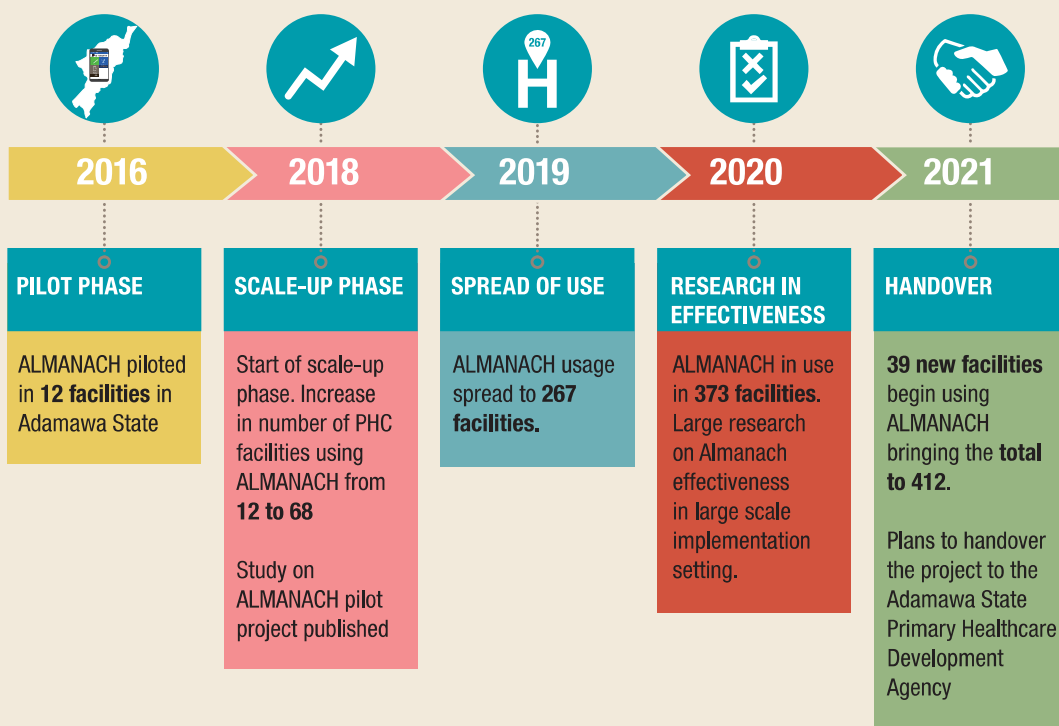 267
2016
2018
2019
2020
2021
PILOT PHASE
ALMANACH piloted
in 12 facilities in
Adamawa State
SCALE-UP PHASE
Start of scale-up
phase. Increase
in number of PHC
facilities using
ALMANACH from
12 to 68
Study on
ALMANACH pilot
project published
SPREAD OF USE
ALMANACH usage
spread to 267
facilities.
RESEARCH IN
EFFECTIVENESS
ALMANACH in use
in 373 facilities.
Large research
on Almanach
effectiveness
in large scale
implementation
setting.
HANDOVER
39 new facilities
begin using
ALMANACH
bringing the total
to 412.
Plans to handover
the project to the
Adamawa State
Primary Healthcare
Development
Agency